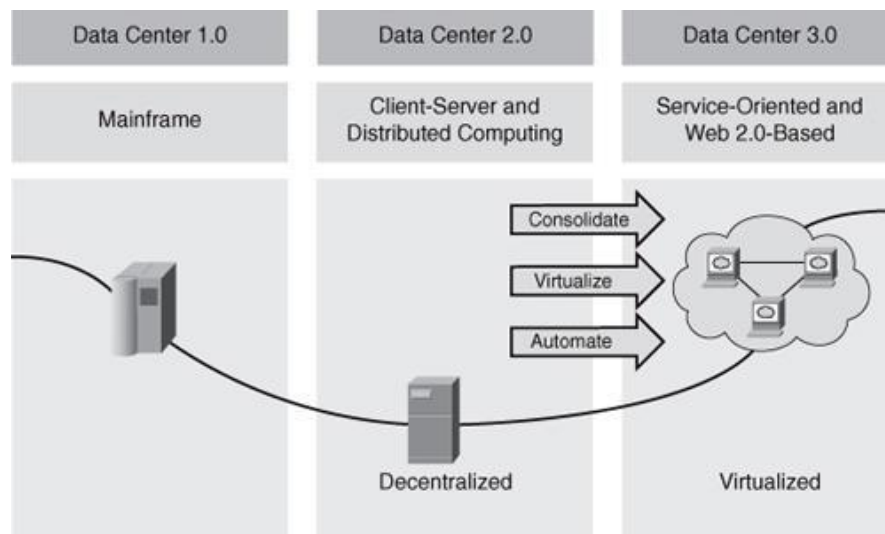 Data Center 1.0
Data Center 2.0
Data Center 3.0
Mainframe
Client-Server and
Distributed Computing
Service-Oriented and
Web 2.0-Based
Consolidate
Virtualize
Automate
Decentralized
Virtualized